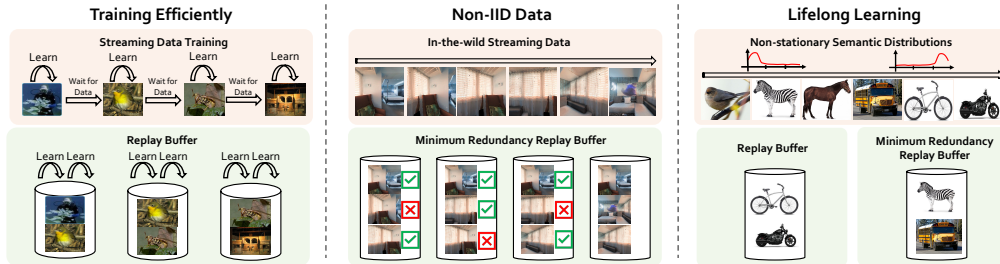 Training Efficiently
Streaming Data Training
Learn
Learn
Learn
Learn
Wait for
Data
Wait for
Data
Wait for
Data
Replay Buffer
Learn Learn
Learn Learn
Learn Learn
Non-IID Data
In-the-wild Streaming Data
Minimum Redundancy Replay Buffer
Lifelong Learning
Non-stationary Semantic Distributions
Replay Buffer
Minimum Redundancy
Replay Buffer